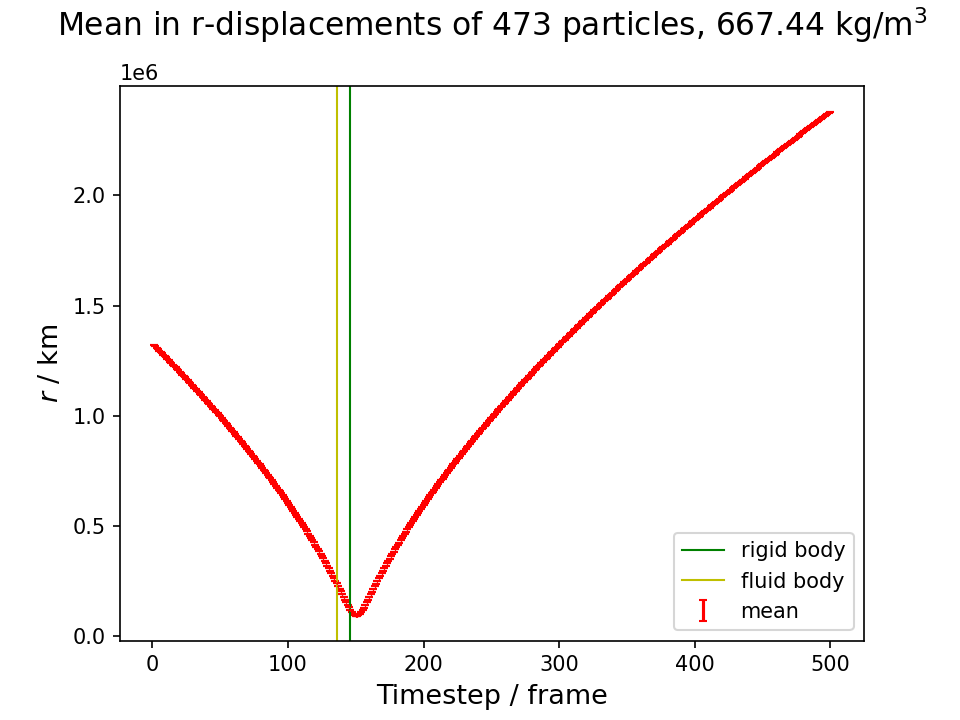 Mean in r-displacements of 473 particles, 667.44 kg/m³
1e6
2.0
1.5
1.0
0.5
0.0
r / km
0
100
200
300
400
500
Timestep / frame
rigid body
fluid body
mean